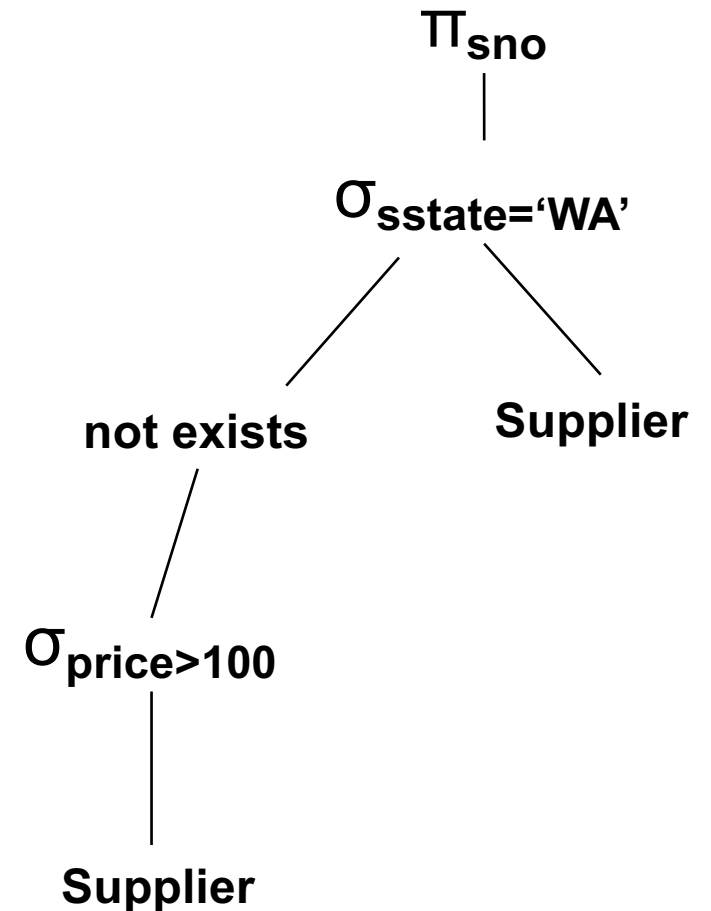 πsno
σsstate=‘WA’
not exists
Supplier
σprice>100
Supplier